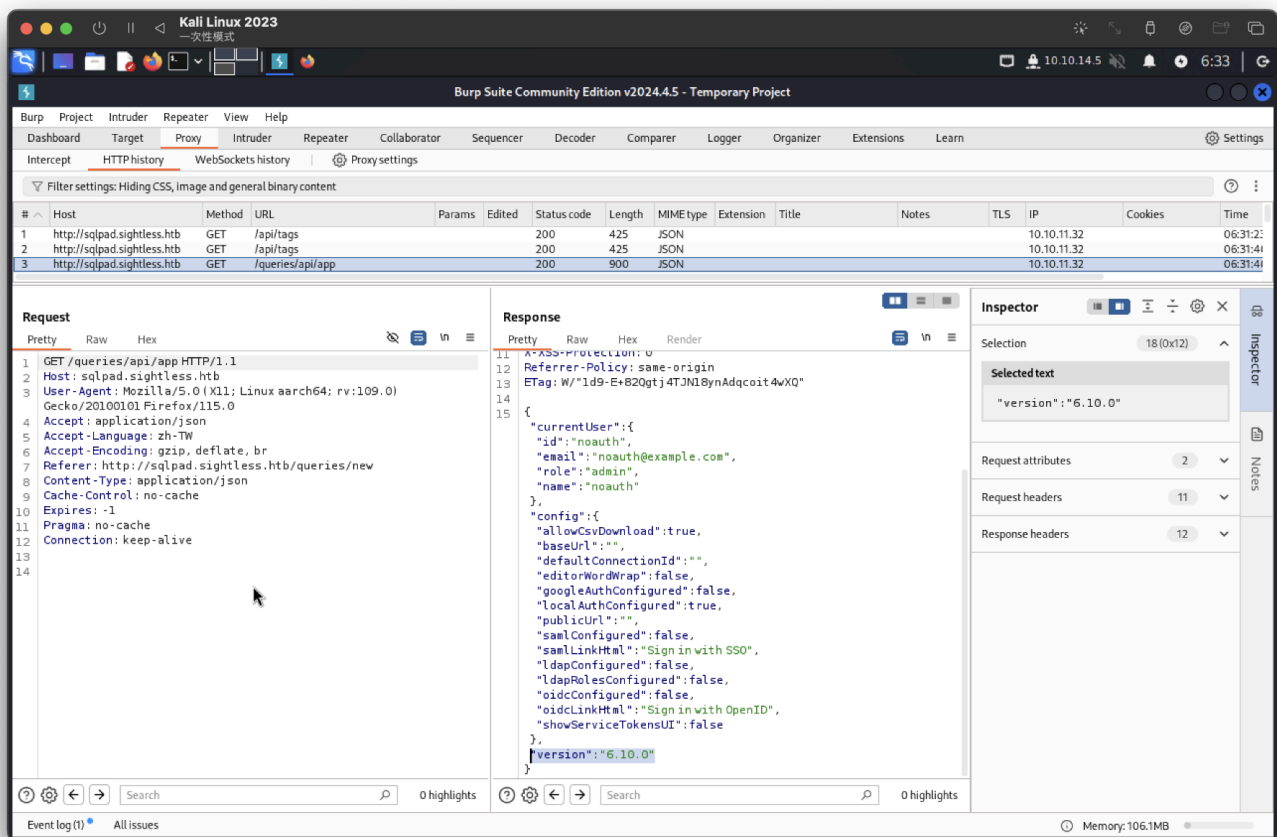 Kali Linux 2023
一次性模式
10.10.14.5 6:33
Burp Suite Community Edition v2024.4.5 - Temporary Project
Burp Project Intruder Repeater View Help
Dashboard Target Proxy Intruder Repeater Collaborator Sequencer Decoder Comparer Logger Organizer Extensions Learn Settings
Intercept HTTP history WebSockets history Proxy settings
Filter settings: Hiding CSS, image and general binary content
# Host Method URL Params Edited Status code Length MIME type Extension Title Notes TLS IP Cookies Time
1 http://sqlpad.sightless.htb GET /api/tags 200 425 JSON 10.10.11.32 06:31:23
2 http://sqlpad.sightless.htb GET /api/tags 200 425 JSON 10.10.11.32 06:31:4
3 http://sqlpad.sightless.htb GET /queries/api/app 200 900 JSON 10.10.11.32 06:31:4
Request
Pretty Raw Hex \n
1 GET /queries/api/app HTTP/1.1
2 Host: sqlpad.sightless.htb
3 User-Agent: Mozilla/5.0 (X11; Linux aarch64; rv:109.0)
Gecko/20100101 Firefox/115.0
4 Accept: application/json
5 Accept-Language: zh-TW
6 Accept-Encoding: gzip, deflate, br
7 Referer: http://sqlpad.sightless.htb/queries/new
8 Content-Type: application/json
9 Cache-Control: no-cache
10 Expires: -1
11 Pragma: no-cache
12 Connection: keep-alive
13
14
Search 0 highlights
Response
Pretty Raw Hex Render \n
11 X-XSS-Protection: 0
12 Referrer-Policy: same-origin
13 ETag: W/"1d9-E+82Qgtj4TJN18ynAdqcoit4wXQ"
14
15 {
"currentUser":{
"id":"noauth",
"email":"noauth@example.com",
"role":"admin",
"name":"noauth"
},
"config":{
"allowCsvDownload":true,
"baseUrl":"",
"defaultConnectionId":"",
"editorWordWrap":false,
"googleAuthConfigured":false,
"localAuthConfigured":true,
"publicUrl":"",
"samlConfigured":false,
"samlLinkHtml":"Sign in with SSO",
"ldapConfigured":false,
"ldapRolesConfigured":false,
"oidcConfigured":false,
"oidcLinkHtml":"Sign in with OpenID",
"showServiceTokensUI":false
},
"version":"6.10.0"
}
Search 0 highlights
Inspector
Selection 18 (0x12)
Selected text
"version":"6.10.0"
Request attributes 2
Request headers 11
Response headers 12
Inspector
Notes
Event log (1) All issues Memory: 106.1MB